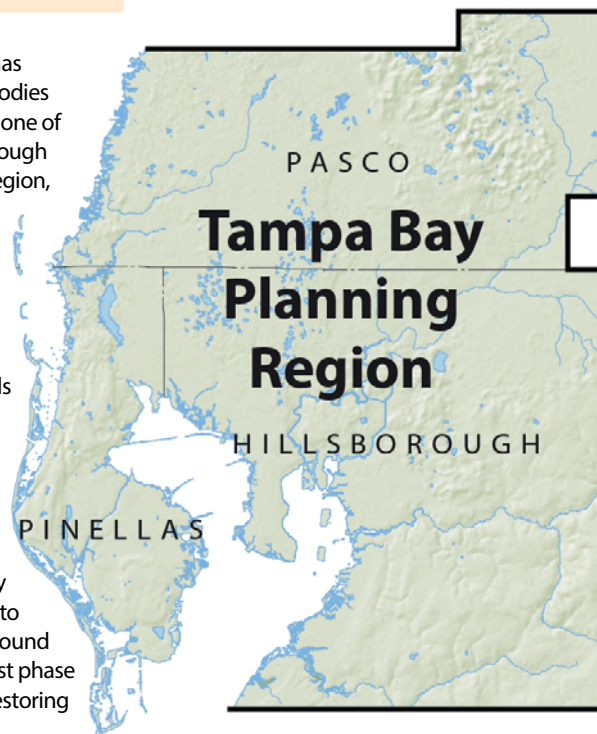 as
odies
one of
ough
egion,
ls
y
to
ound
st phase
estoring
PASCO
Tampa Bay
Planning
Region
HILLSBOROUGH
PINELLAS